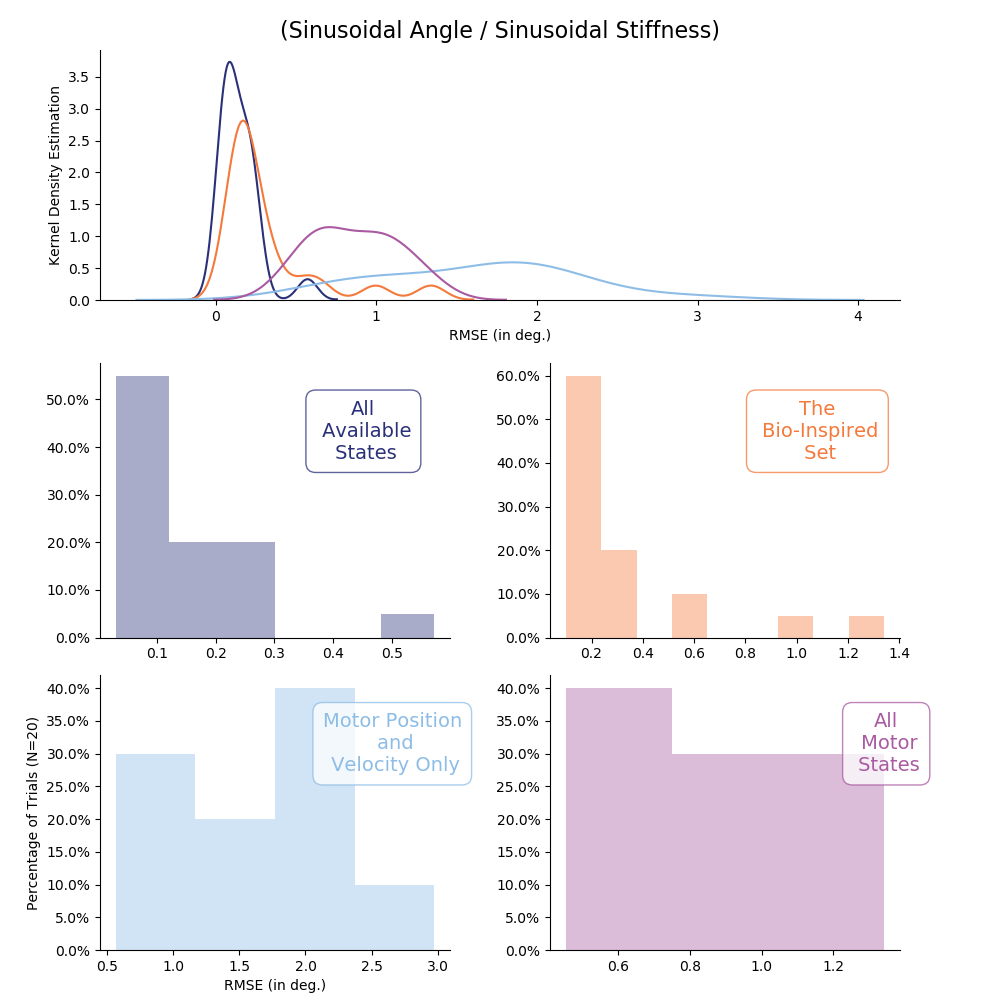 (Sinusoidal Angle / Sinusoidal Stiffness)
Kernel Density Estimation
3.5
3.0
2.5
2.0
1.5
1.0
0.5
0.0
0 1 2 3 4
RMSE (in deg.)
50.0%
40.0%
30.0%
20.0%
10.0%
0.0%
0.1 0.2 0.3 0.4 0.5
All
Available
States
60.0%
50.0%
40.0%
30.0%
20.0%
10.0%
0.0%
0.2 0.4 0.6 0.8 1.0 1.2 1.4
The
Bio-Inspired
Set
Percentage of Trials (N=20)
40.0%
35.0%
30.0%
25.0%
20.0%
15.0%
10.0%
5.0%
0.0%
0.5 1.0 1.5 2.0 2.5 3.0
RMSE (in deg.)
Motor Position
and
Velocity Only
40.0%
35.0%
30.0%
25.0%
20.0%
15.0%
10.0%
5.0%
0.0%
0.6 0.8 1.0 1.2
All
Motor
States